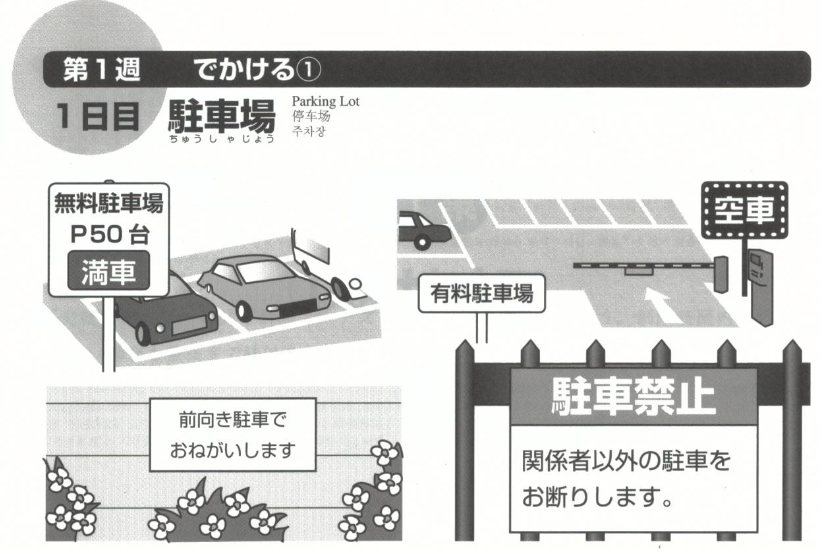 第1週 でかける①
1日目 駐車場
ちゅうしゃじょう
Parking Lot
停车场
주차장
無料駐車場
P50台
満車
空車
有料駐車場
前向き駐車で
おねがいします
駐車禁止
関係者以外の駐車を
お断りします。